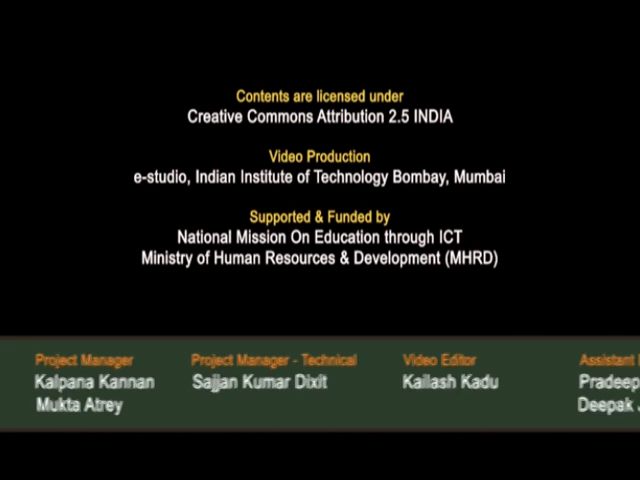 Contents are licensed under
Creative Commons Attribution 2.5 INDIA
Video Production
e-studio, Indian Institute of Technology Bombay, Mumbai
Supported & Funded by
National Mission On Education through ICT
Ministry of Human Resources & Development (MHRD)
Project Manager
Kalpana Kannan
Mukta Atrey
Project Manager - Technical
Sajjan Kumar Dixit
Video Editor
Kailash Kadu
Assistant
Pradeep
Deepak